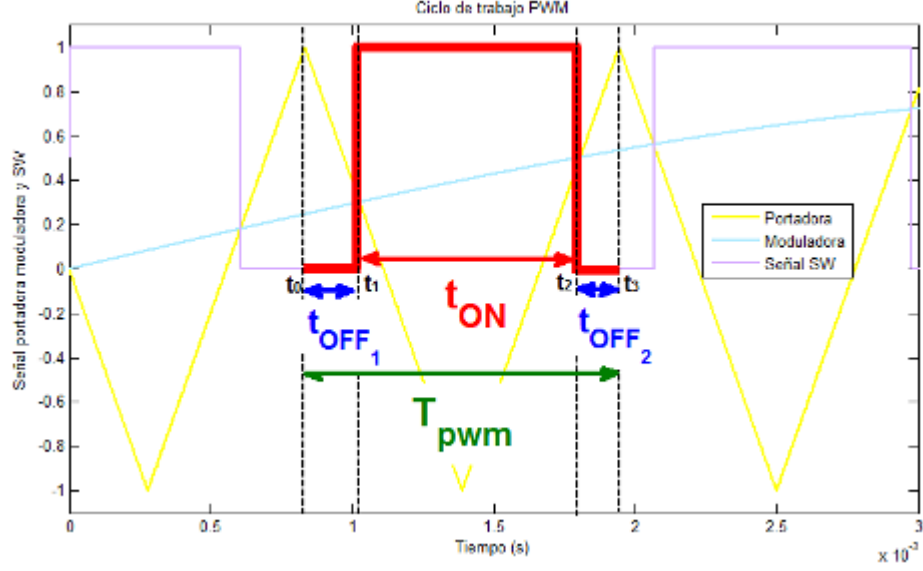 Ciclo de trabajo PWM
Señal portadora moduladora y SW
1
0.8
0.6
0.4
0.2
0
-0.2
-0.4
-0.6
-0.8
-1
Portadora
Moduladora
Señal SW
t0 t1 t2 t3
tOFF1 tON tOFF2
Tpwm
0 0.5 1 1.5 2 2.5 3
Tiempo (s)
x 10-3